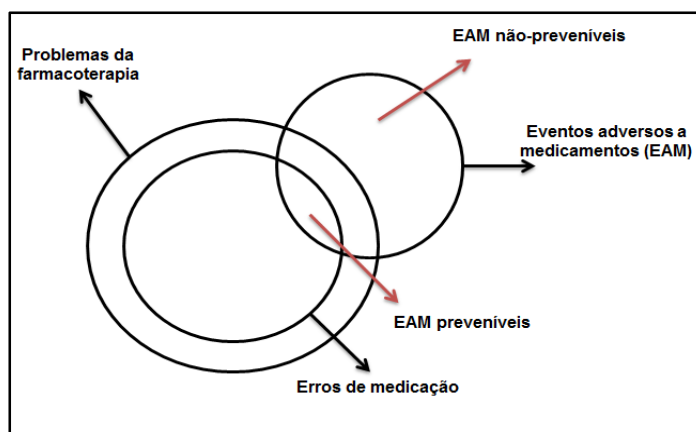 EAM não-preveníveis
Problemas da
farmacoterapia
Eventos adversos a
medicamentos (EAM)
EAM preveníveis
Erros de medicação